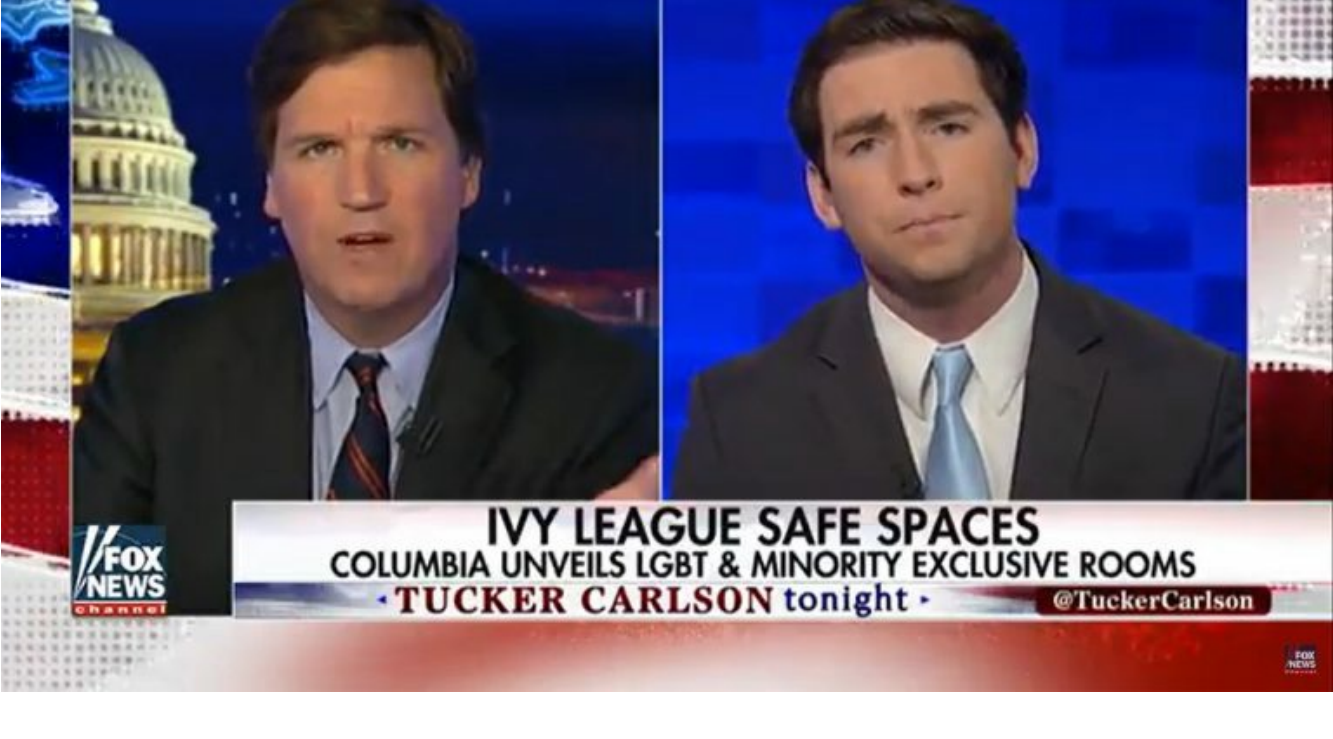 IVY LEAGUE SAFE SPACES
COLUMBIA UNVEILS LGBT & MINORITY EXCLUSIVE ROOMS
FOX
NEWS
channel
TUCKER CARLSON tonight
@TuckerCarlson
FOX
NEWS
channel